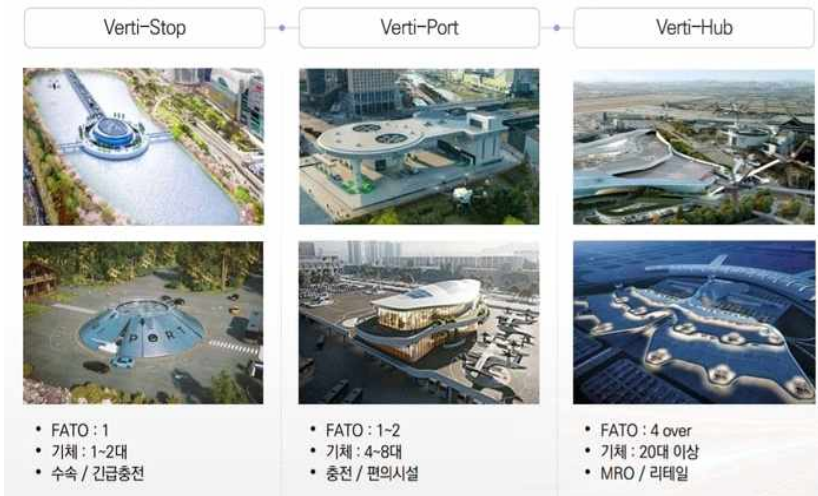 Verti-Stop
Verti-Port
Verti-Hub
PORT
• FATO : 1
• 기체 : 1~2대
• 수속 / 긴급충전
• FATO : 1~2
• 기체 : 4~8대
• 충전 / 편의시설
• FATO : 4 over
• 기체 : 20대 이상
• MRO / 리테일